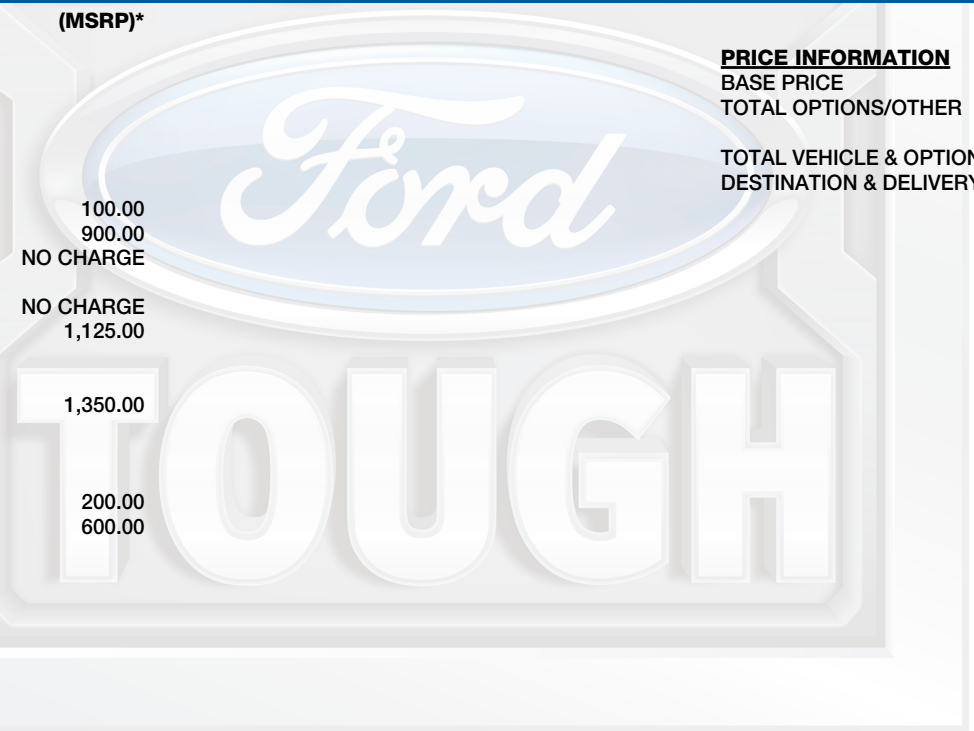 (MSRP)*
PRICE INFORMATION
BASE PRICE
TOTAL OPTIONS/OTHER
TOTAL VEHICLE & OPTION
DESTINATION & DELIVERY
100.00
900.00
NO CHARGE
NO CHARGE
1,125.00
1,350.00
200.00
600.00
Ford
TOUGH